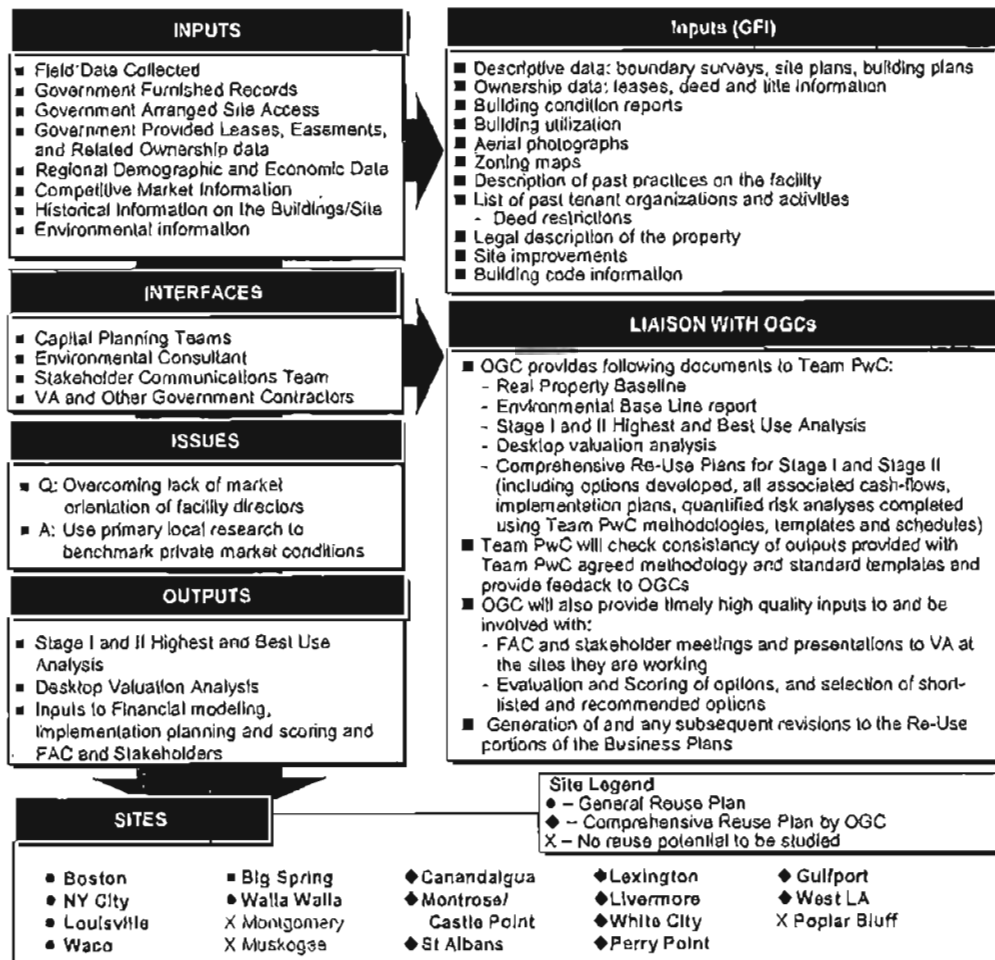 INPUTS
■ Field Data Collected
■ Government Furnished Records
■ Government Arranged Site Access
■ Government Provided Leases, Easements,
and Related Ownership data
■ Regional Demographic and Economic Data
■ Competitive Market Information
■ Historical Information on the Buildings/Site
■ Environmental information
Inputs (GFI)
■ Descriptive data: boundary surveys, site plans, building plans
■ Ownership data: leases, deed and title information
■ Building condition reports
■ Building utilization
■ Aerial photographs
■ Zoning maps
■ Description of past practices on the facility
■ List of past tenant organizations and activities
- Deed restrictions
■ Legal description of the property
■ Site improvements
■ Building code information
INTERFACES
■ Capital Planning Teams
■ Environmental Consultant
■ Stakeholder Communications Team
■ VA and Other Government Contractors
ISSUES
■ Q: Overcoming lack of market
orientation of facility directors
■ A: Use primary local research to
benchmark private market conditions
OUTPUTS
■ Stage I and II Highest and Best Use
Analysis
■ Desktop Valuation Analysis
■ Inputs to Financial modeling,
implementation planning and scoring and
FAC and Stakeholders
LIAISON WITH OGCs
■ OGC provides following documents to Team PwC:
- Real Property Baseline
- Environmental Base Line report
- Stage I and II Highest and Best Use Analysis
- Desktop valuation analysis
- Comprehensive Re-Use Plans for Stage I and Stage II
(including options developed, all associated cash-flows,
implementation plans, quantified risk analyses completed
using Team PwC methodologies, templates and schedules)
■ Team PwC will check consistency of outputs provided with
Team PwC agreed methodology and standard templates and
provide feedack to OGCs
■ OGC will also provide timely high quality inputs to and be
involved with:
- FAC and stakeholder meetings and presentations to VA at
the sites they are working
- Evaluation and Scoring of options, and selection of short-
listed and recommended options
■ Generation of and any subsequent revisions to the Re-Use
portions of the Business Plans
Site Legend
● – General Reuse Plan
◆ – Comprehensive Reuse Plan by OGC
X – No reuse potential to be studied
SITES
● Boston
● NY City
● Louisville
● Waco
■ Big Spring
● Walla Walla
X Montgomery
X Muskogee
◆ Canandaigua
◆ Montrose/
Castle Point
◆ St Albans
◆ Lexington
◆ Livermore
◆ White City
◆ Perry Point
◆ Gulfport
◆ West LA
X Poplar Bluff